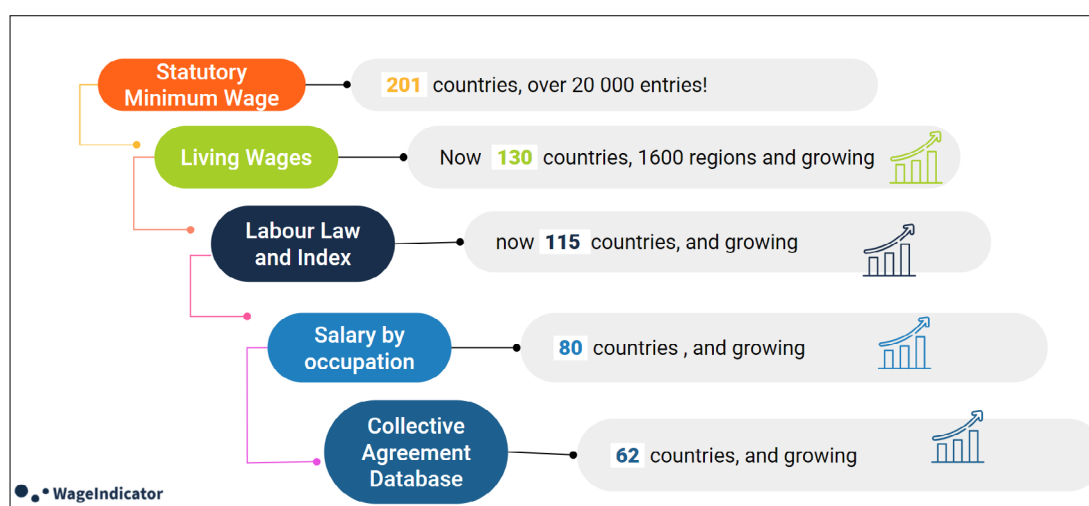 Statutory
Minimum Wage
201 countries, over 20 000 entries!
Living Wages
Now 130 countries, 1600 regions and growing
Labour Law
and Index
now 115 countries, and growing
Salary by
occupation
80 countries , and growing
Collective
Agreement
Database
62 countries, and growing
WageIndicator